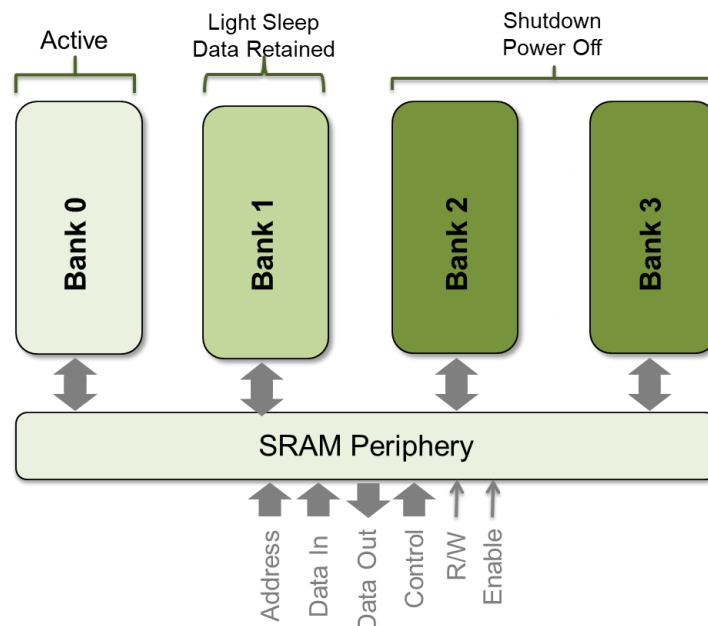 Active
Light Sleep
Data Retained
Shutdown
Power Off
Bank 0
Bank 1
Bank 2
Bank 3
SRAM Periphery
Address
Data In
Data Out
Control
R/W
Enable